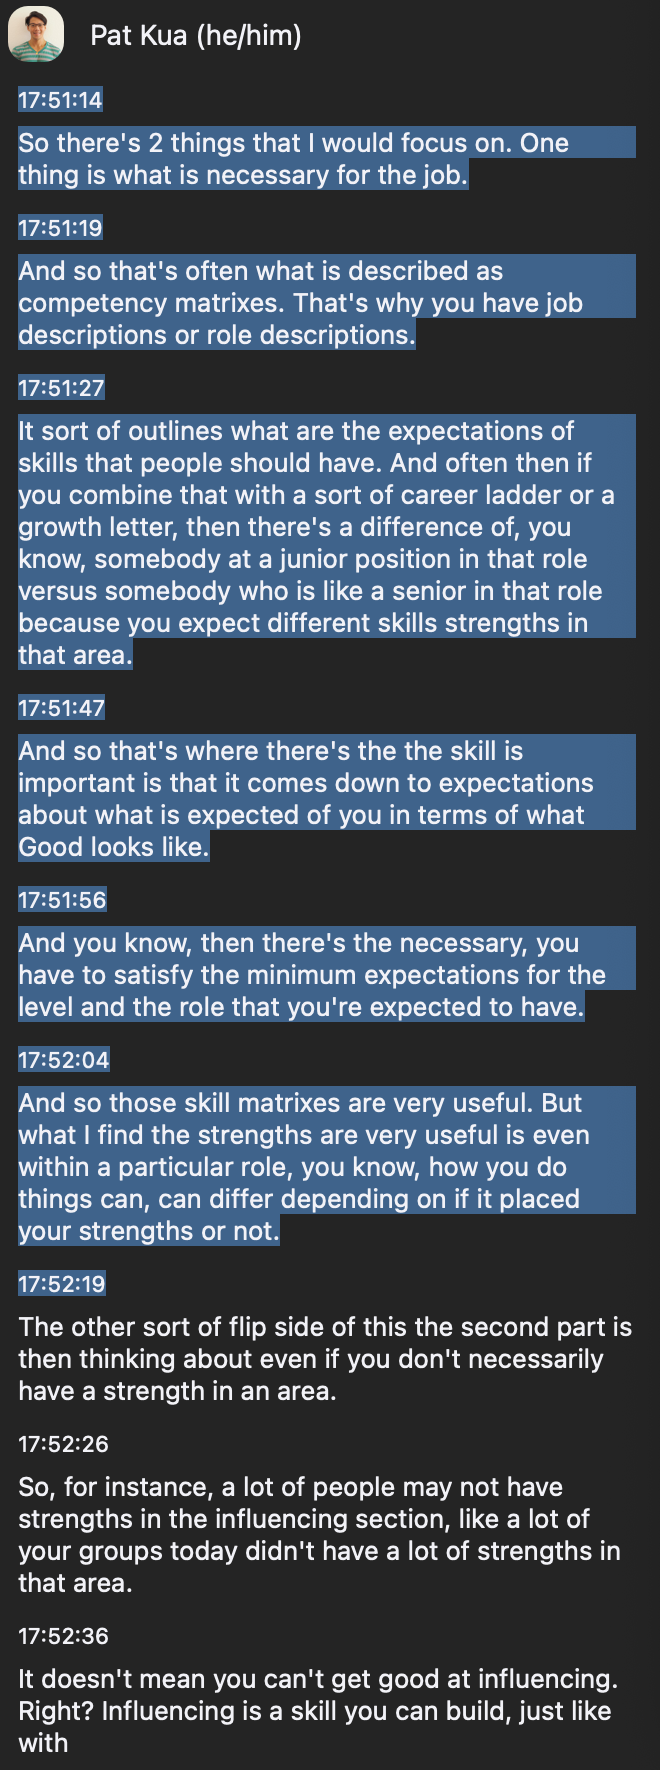 Pat Kua (he/him)
17:51:14
So there's 2 things that I would focus on. One
thing is what is necessary for the job.
17:51:19
And so that's often what is described as
competency matrixes. That's why you have job
descriptions or role descriptions.
17:51:27
It sort of outlines what are the expectations of
skills that people should have. And often then if
you combine that with a sort of career ladder or a
growth letter, then there's a difference of, you
know, somebody at a junior position in that role
versus somebody who is like a senior in that role
because you expect different skills strengths in
that area.
17:51:47
And so that's where there's the the skill is
important is that it comes down to expectations
about what is expected of you in terms of what
Good looks like.
17:51:56
And you know, then there's the necessary, you
have to satisfy the minimum expectations for the
level and the role that you're expected to have.
17:52:04
And so those skill matrixes are very useful. But
what I find the strengths are very useful is even
within a particular role, you know, how you do
things can, can differ depending on if it placed
your strengths or not.
17:52:19
The other sort of flip side of this the second part is
then thinking about even if you don't necessarily
have a strength in an area.
17:52:26
So, for instance, a lot of people may not have
strengths in the influencing section, like a lot of
your groups today didn't have a lot of strengths in
that area.
17:52:36
It doesn't mean you can't get good at influencing.
Right? Influencing is a skill you can build, just like
with